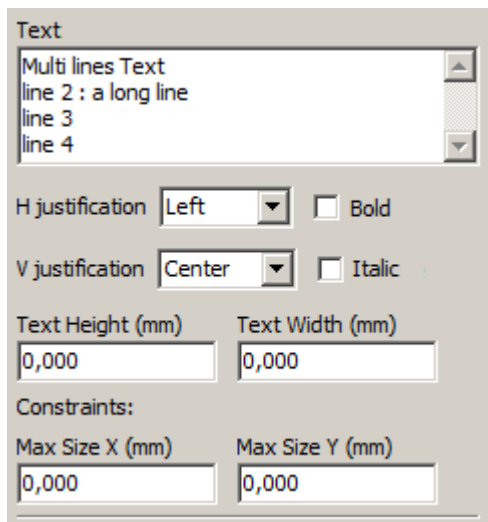 Text
Multi lines Text
line 2 : a long line
line 3
line 4
H justification Left Bold
V justification Center Italic
Text Height (mm) Text Width (mm)
0,000 0,000
Constraints:
Max Size X (mm) Max Size Y (mm)
0,000 0,000